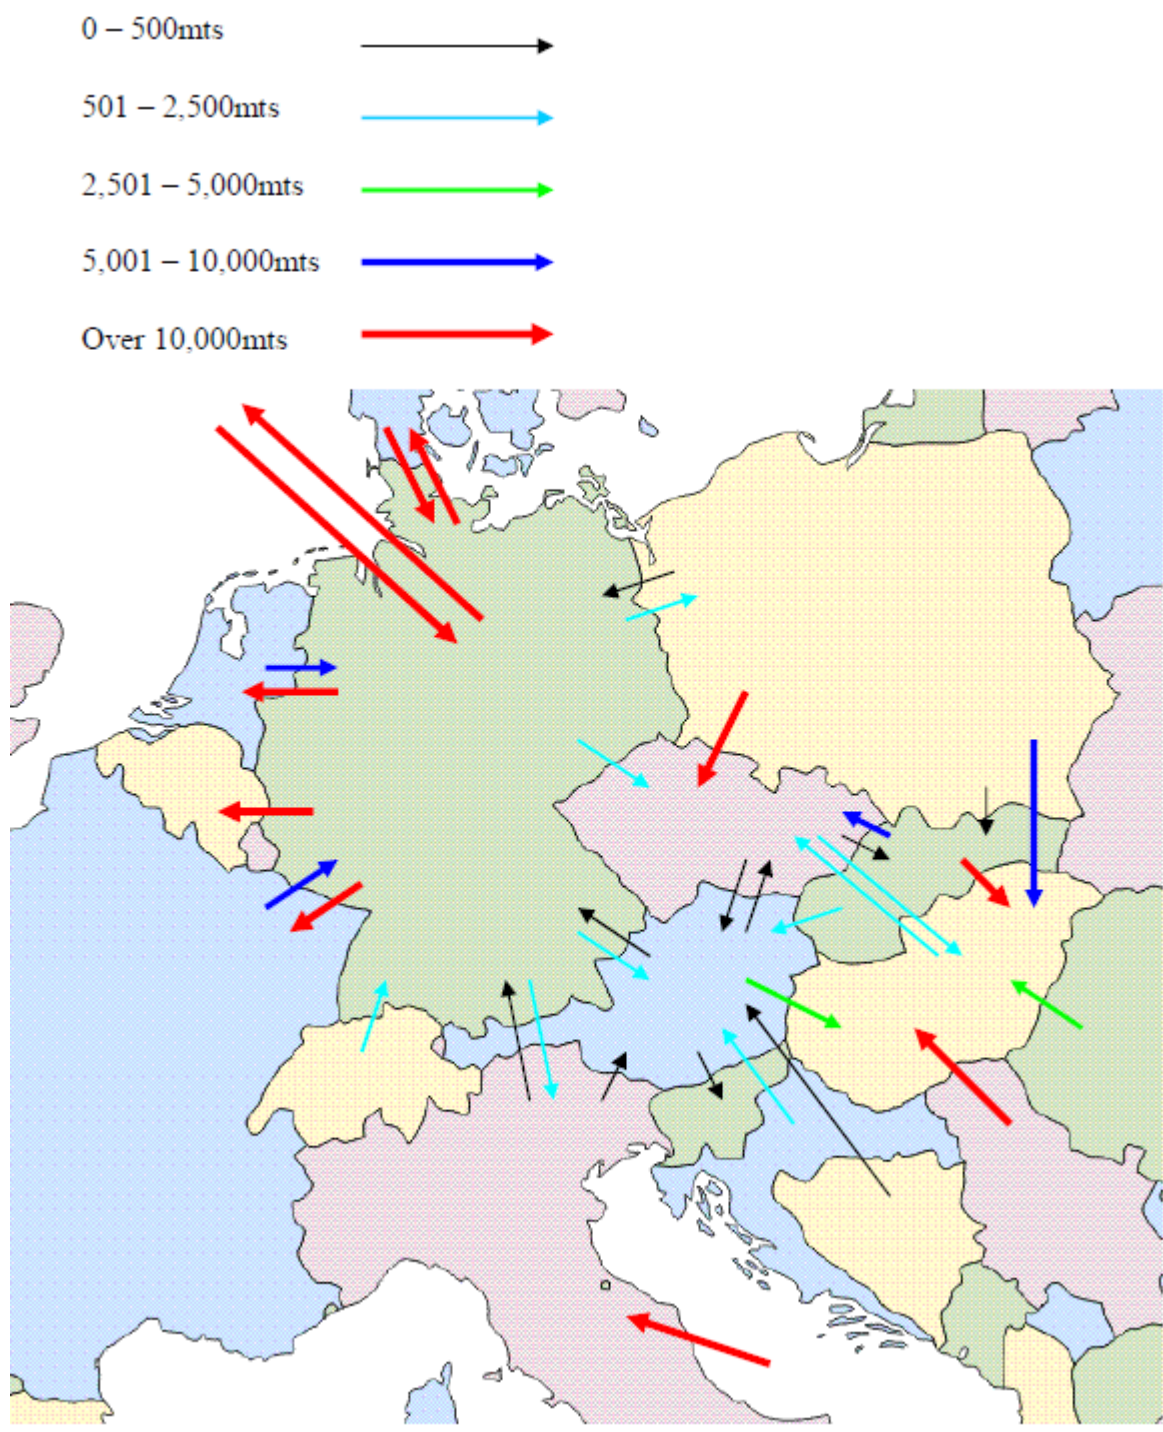 0 – 500mts
501 – 2,500mts
2,501 – 5,000mts
5,001 – 10,000mts
Over 10,000mts